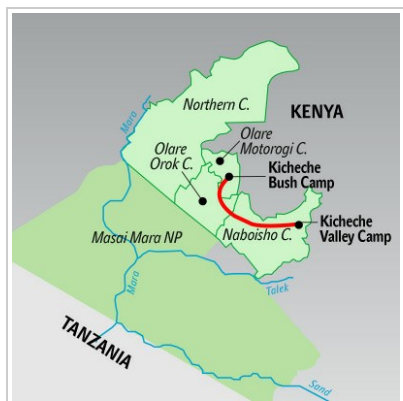 Mara
Northern C.
KENYA
Olare
Motorogi C.
Olare
Orok C.
Kicheche
Bush Camp
Kicheche
Valley Camp
Naboisho C.
Masai Mara NP
Mara
Talek
TANZANIA
Sand